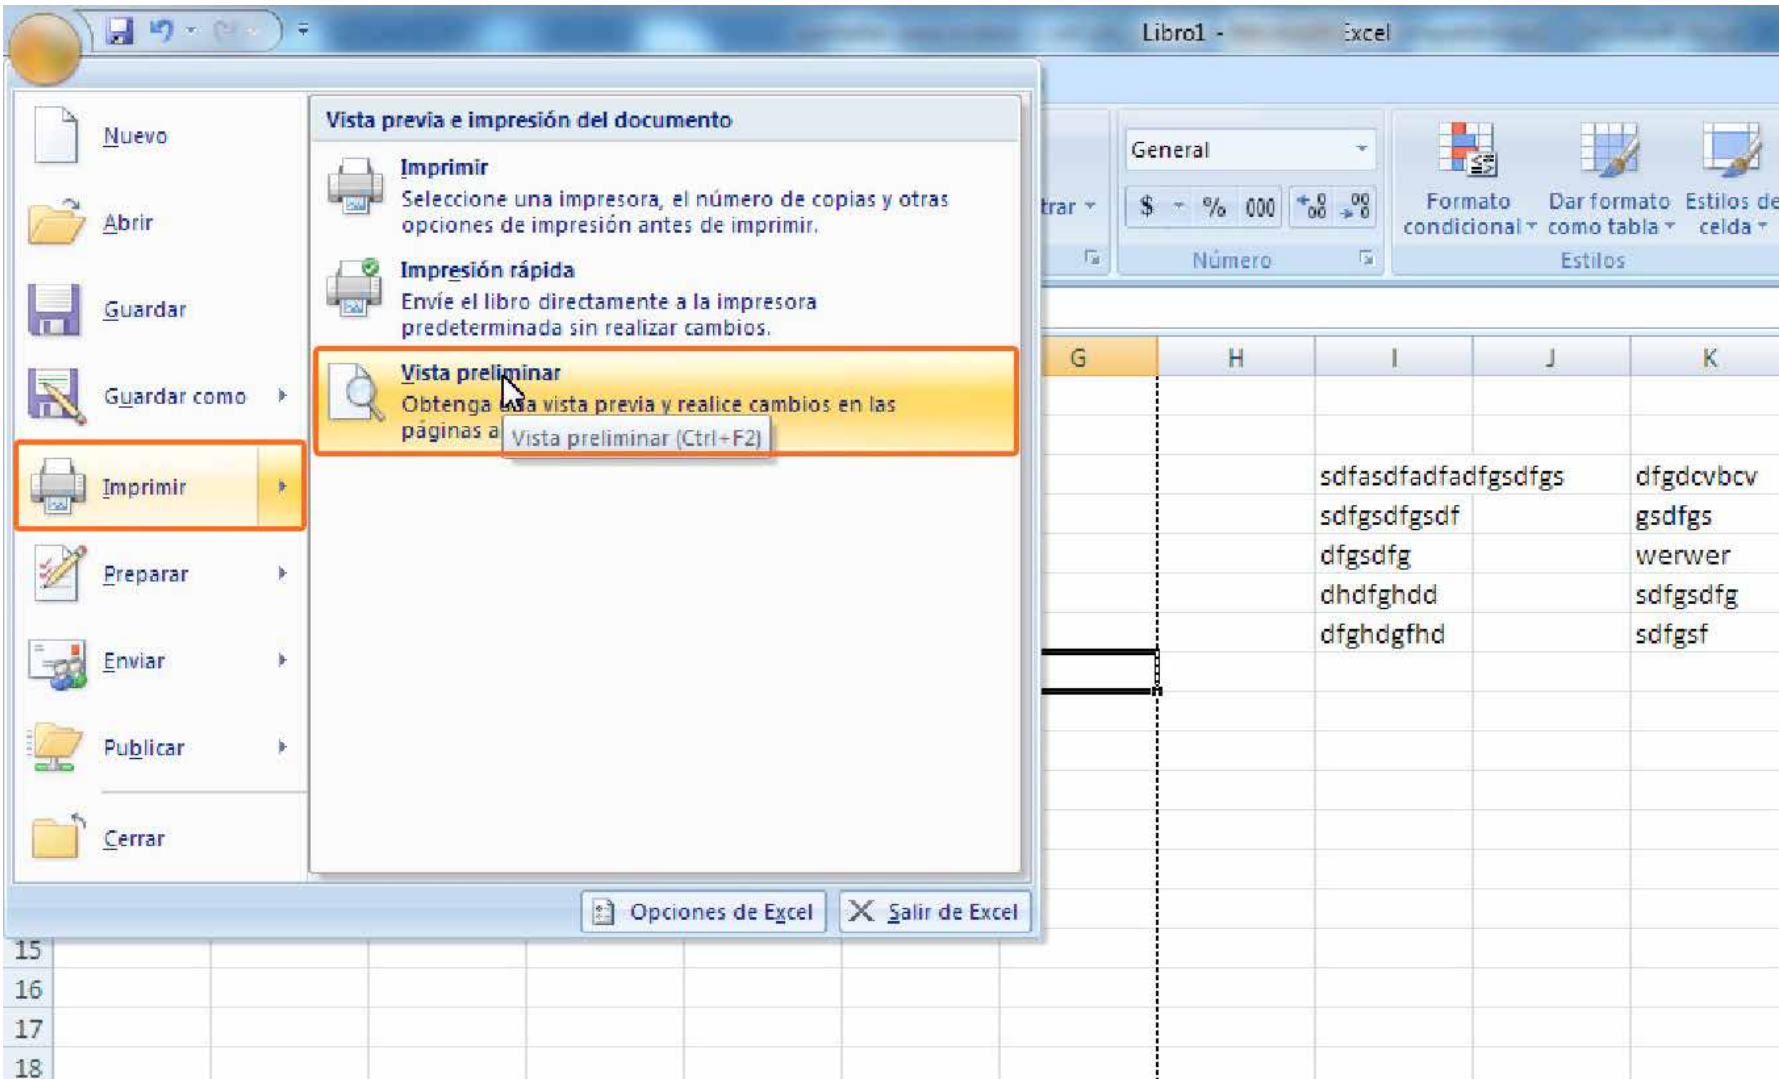 Libro1 - Excel
Nuevo
Abrir
Guardar
Guardar como
Imprimir
Preparar
Enviar
Publicar
Cerrar
Vista previa e impresión del documento
Imprimir
Seleccione una impresora, el número de copias y otras
opciones de impresión antes de imprimir.
Impresión rápida
Envíe el libro directamente a la impresora
predeterminada sin realizar cambios.
Vista preliminar
Obtenga una vista previa y realice cambios en las
páginas a
Vista preliminar (Ctrl+F2)
Opciones de Excel
Salir de Excel
trar
General
$ % 000
Número
Formato
condicional
Dar formato
como tabla
Estilos de
celda
Estilos
G H I J K
sdfasdfadfadfgsdfgs dfgdcvbcv
sdfgsdfgsdf gsdfgs
dfgsdfg werwer
dhdfghdd sdfgsdfg
dfghdgfhd sdfgsf
15
16
17
18